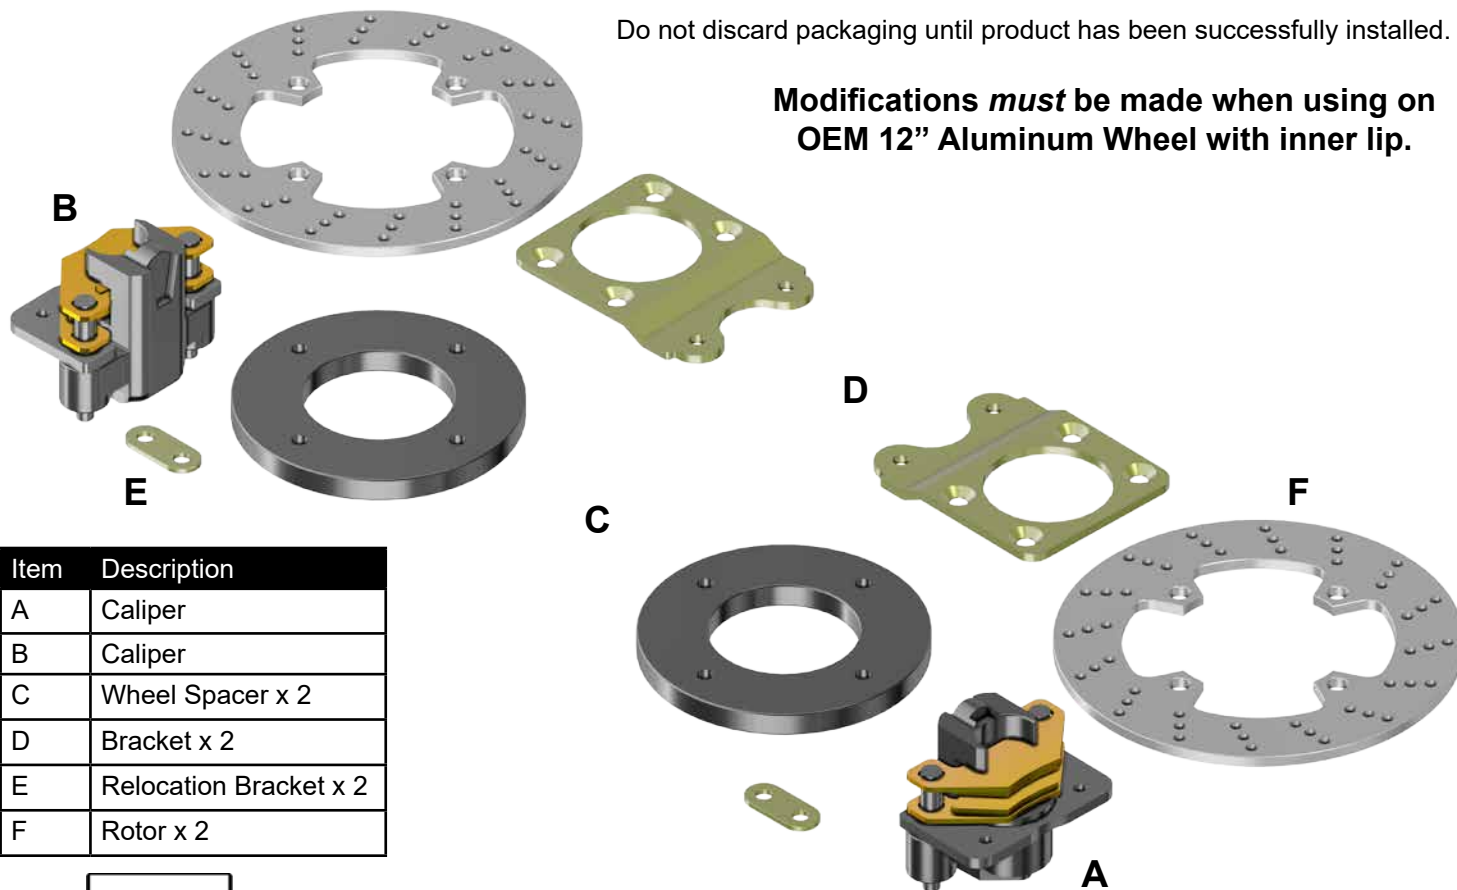 Do not discard packaging until product has been successfully installed.
Modifications must be made when using on
OEM 12” Aluminum Wheel with inner lip.
B
D
E
C
F
Item Description
A Caliper
B Caliper
C Wheel Spacer x 2
D Bracket x 2
E Relocation Bracket x 2
F Rotor x 2
A